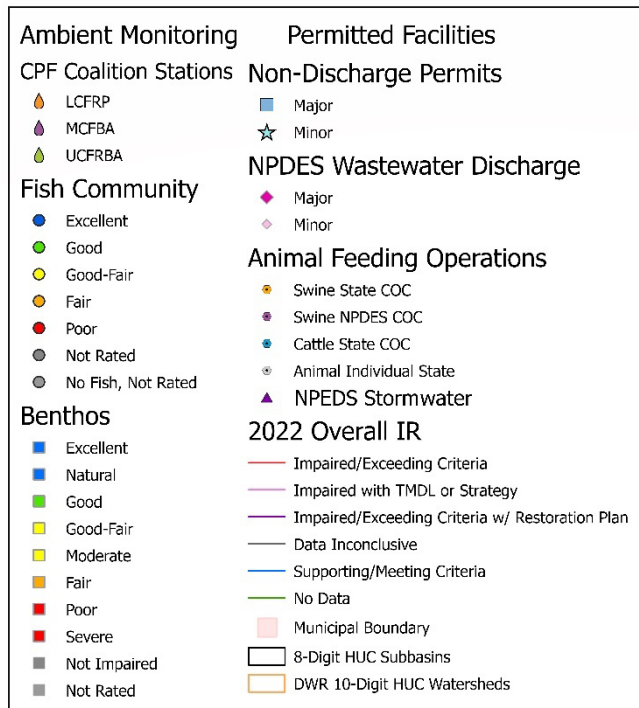 Ambient Monitoring
CPF Coalition Stations
LCFRP
MCFBA
UCFRBA
Fish Community
Excellent
Good
Good-Fair
Fair
Poor
Not Rated
No Fish, Not Rated
Benthos
Excellent
Natural
Good
Good-Fair
Moderate
Fair
Poor
Severe
Not Impaired
Not Rated
Permitted Facilities
Non-Discharge Permits
Major
Minor
NPDES Wastewater Discharge
Major
Minor
Animal Feeding Operations
Swine State COC
Swine NPDES COC
Cattle State COC
Animal Individual State
NPEDS Stormwater
2022 Overall IR
Impaired/Exceeding Criteria
Impaired with TMDL or Strategy
Impaired/Exceeding Criteria w/ Restoration Plan
Data Inconclusive
Supporting/Meeting Criteria
No Data
Municipal Boundary
8-Digit HUC Subbasins
DWR 10-Digit HUC Watersheds